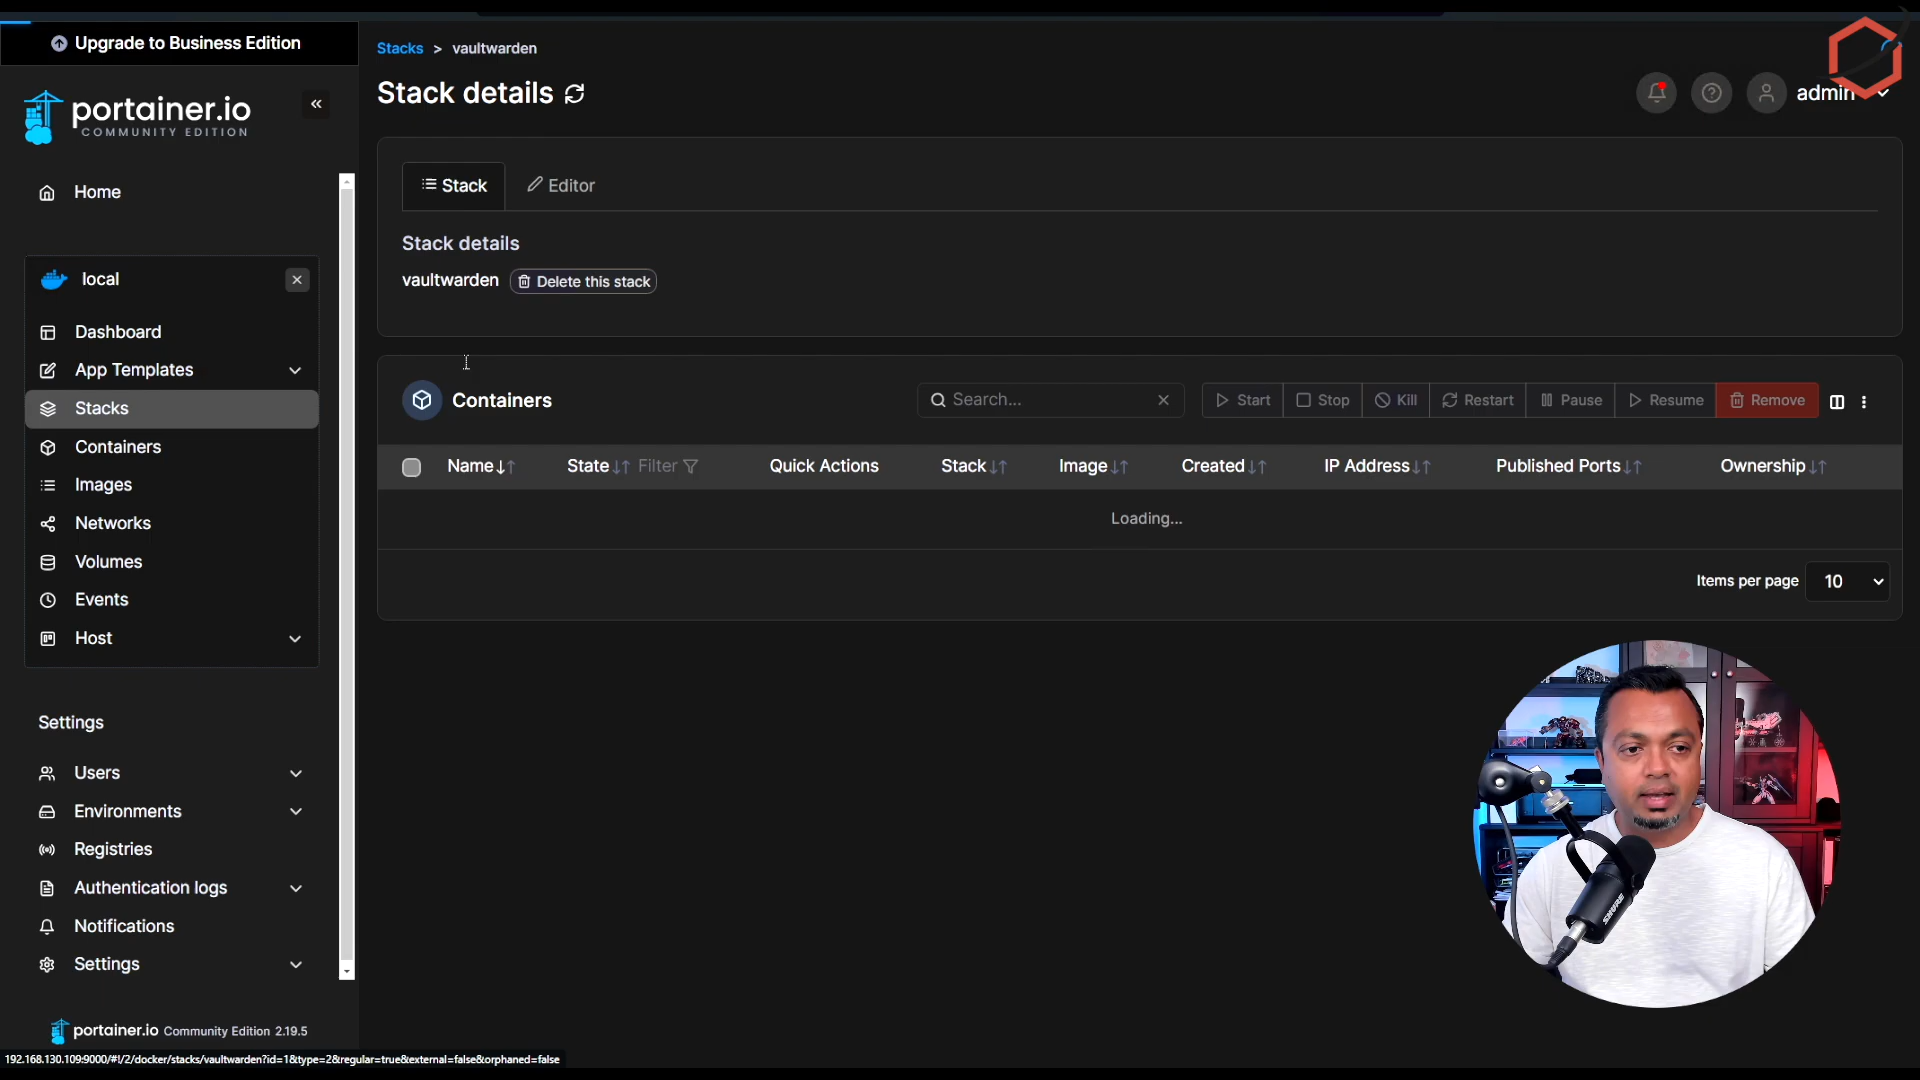 Upgrade to Business Edition
portainer.io
COMMUNITY EDITION
Home
local
Dashboard
App Templates
Stacks
Containers
Images
Networks
Volumes
Events
Host
Settings
Users
Environments
Registries
Authentication logs
Notifications
Settings
portainer.io Community Edition 2.19.5
192.168.130.109:9000/#!/2/docker/stacks/vaultwarden?id=1&type=2&regular=true&external=false&orphaned=false
Stacks > vaultwarden
Stack details
admin
Stack Editor
Stack details
vaultwarden Delete this stack
Containers Search... Start Stop Kill Restart Pause Resume Remove
Name State Filter Quick Actions Stack Image Created IP Address Published Ports Ownership
Loading...
Items per page 10
SHURE